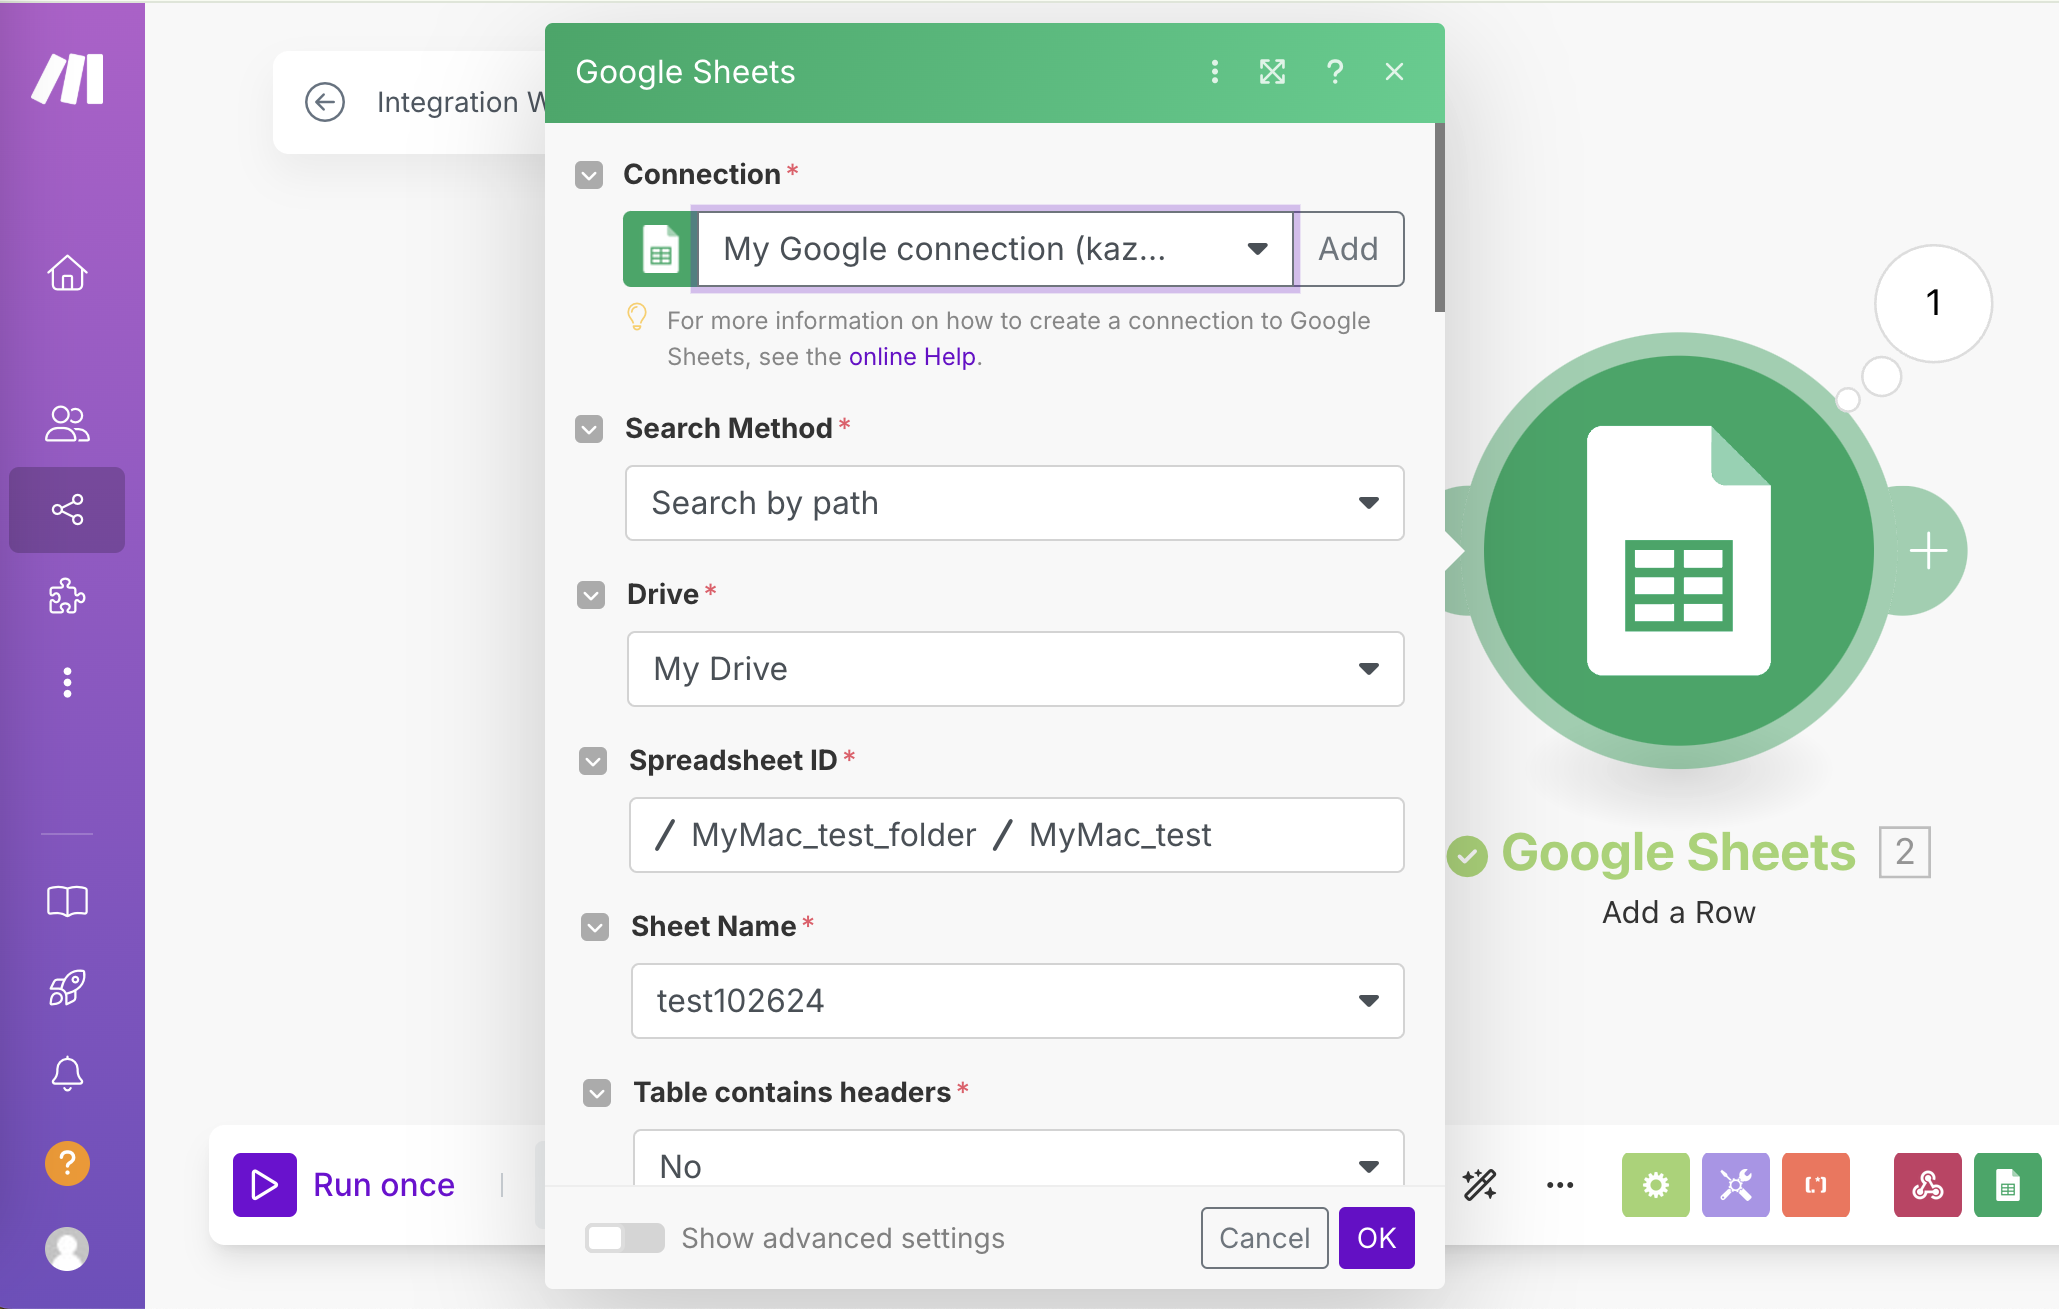 Integration W
Google Sheets
?
Connection *
My Google connection (kaz...
Add
For more information on how to create a connection to Google
Sheets, see the online Help.
Search Method *
Search by path
Drive *
My Drive
Spreadsheet ID *
/ MyMac_test_folder / MyMac_test
Sheet Name *
test102624
Table contains headers *
No
Show advanced settings
Cancel
OK
1
Google Sheets 2
Add a Row
?
Run once
[.*]